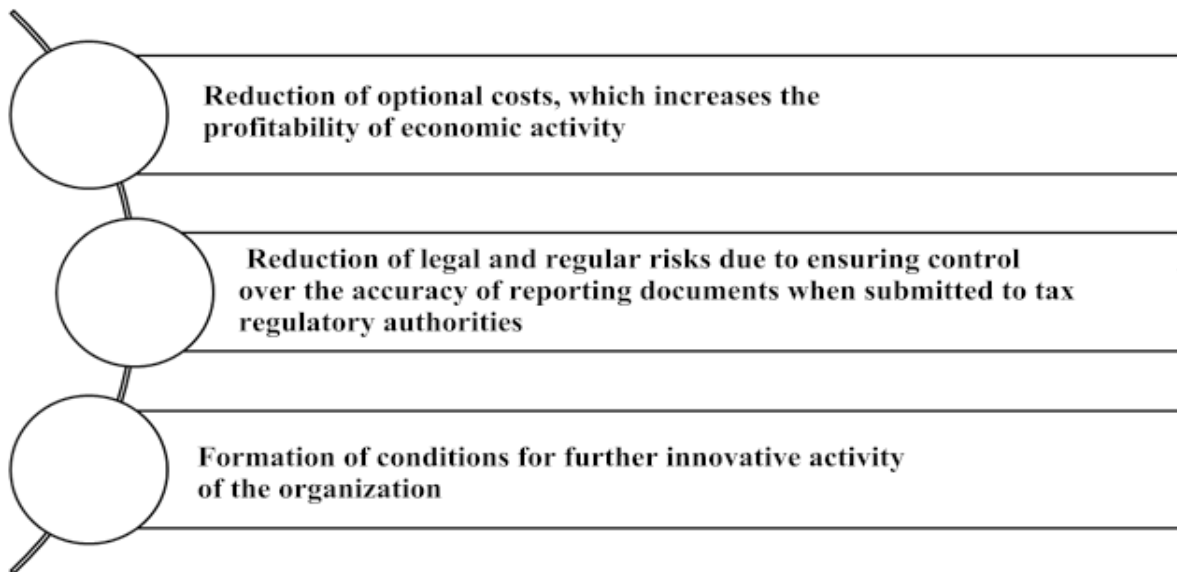 Reduction of optional costs, which increases the
profitability of economic activity
Reduction of legal and regular risks due to ensuring control
over the accuracy of reporting documents when submitted to tax
regulatory authorities
Formation of conditions for further innovative activity
of the organization